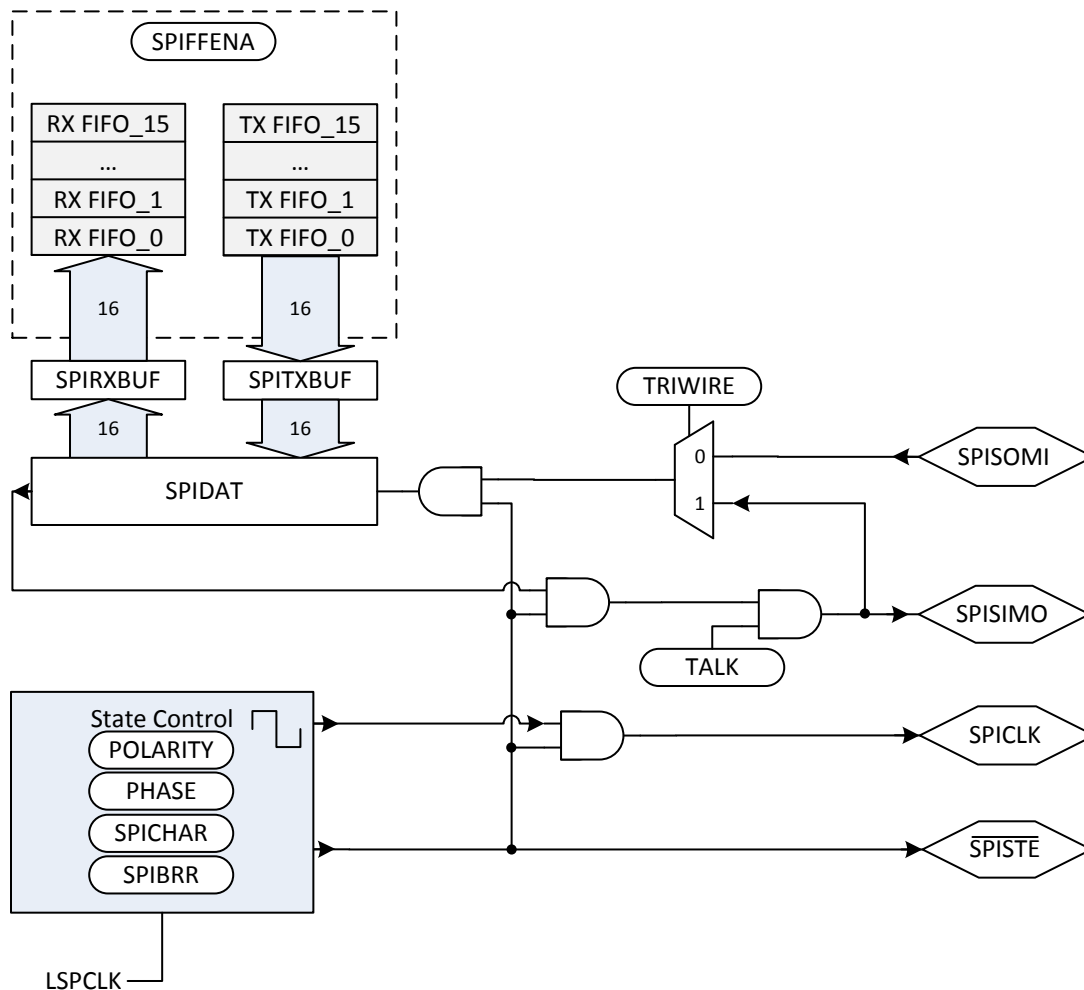 SPIFFENA
RX FIFO_15
...
RX FIFO_1
RX FIFO_0
TX FIFO_15
...
TX FIFO_1
TX FIFO_0
16
16
SPIRXBUF
SPITXBUF
16
16
SPIDAT
TRIWIRE
0
1
SPISOMI
SPISIMO
TALK
State Control
POLARITY
PHASE
SPICHAR
SPIBRR
SPICLK
SPISTE
LSPCLK